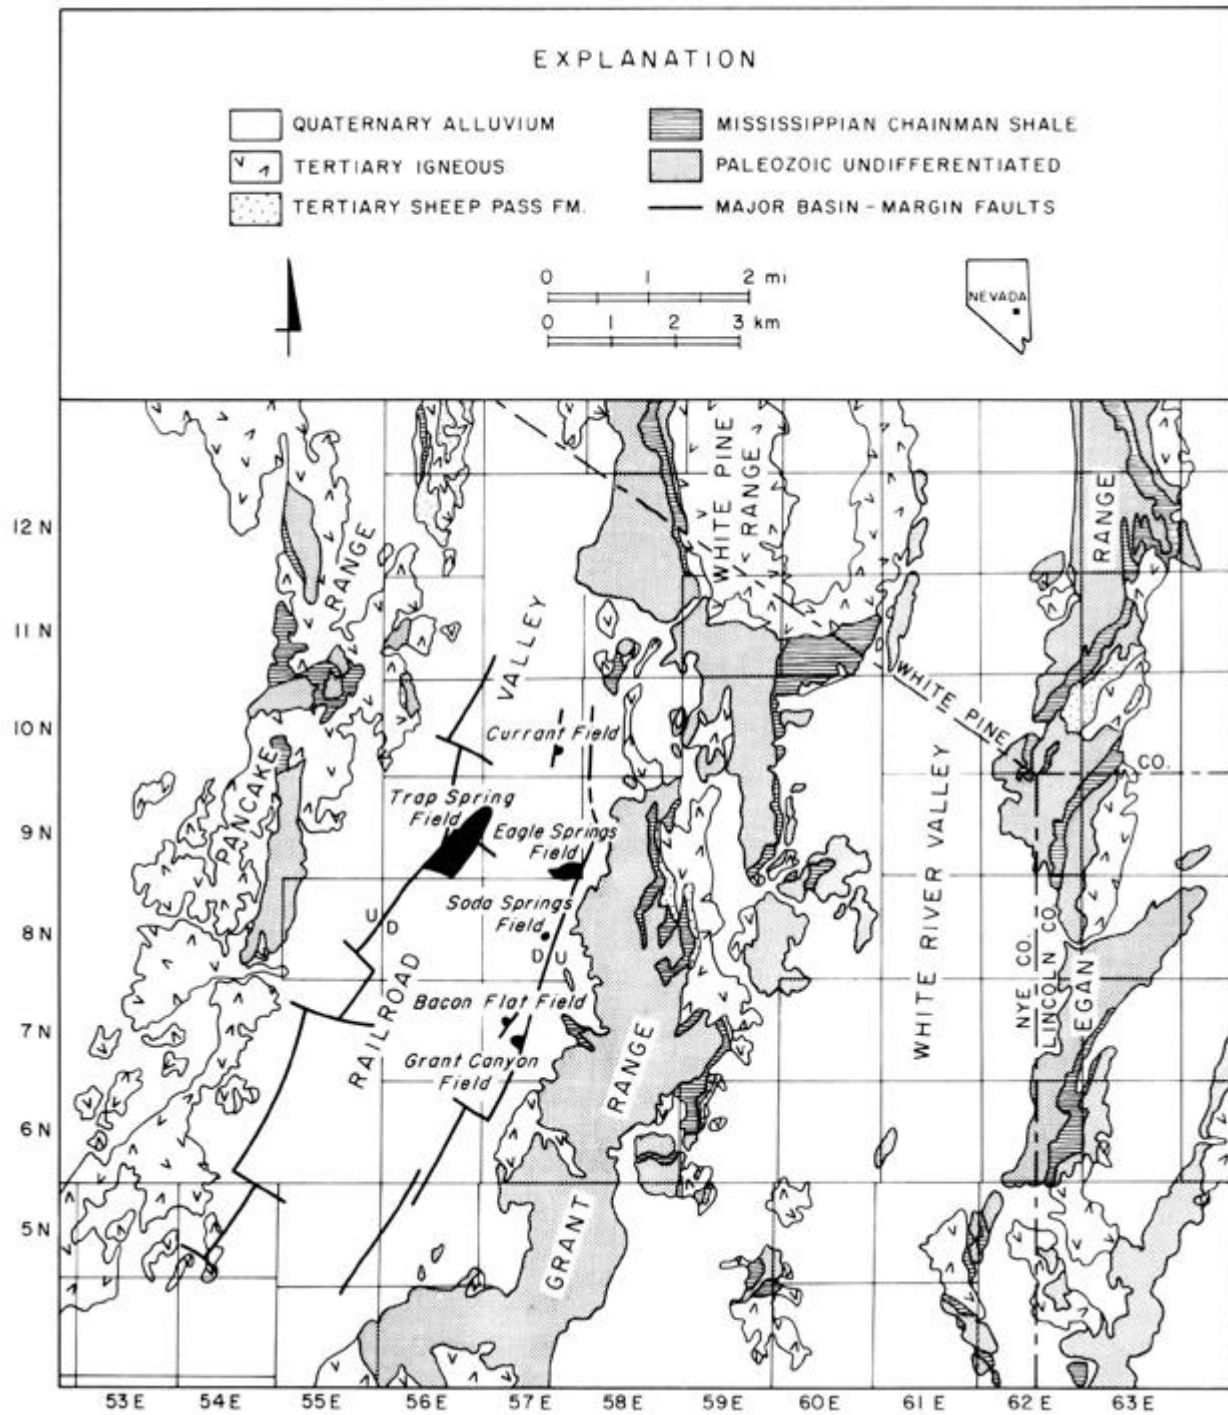 EXPLANATION
QUATERNARY ALLUVIUM
TERTIARY IGNEOUS
TERTIARY SHEEP PASS FM.
MISSISSIPPIAN CHAINMAN SHALE
PALEOZOIC UNDIFFERENTIATED
MAJOR BASIN-MARGIN FAULTS
0 1 2 mi
0 1 2 3 km
NEVADA
12 N
11 N
10 N
9 N
8 N
7 N
6 N
5 N
RANGE
PANCAKE
VALLEY
RAILROAD
WHITE PINE
RANGE
RANGE
EGAN
WHITE PINE
CO.
WHITE RIVER VALLEY
NYE CO.
LINCOLN CO.
Currant Field
Trap Spring
Field
Eagle Springs
Field
Soda Springs
Field
U
D
D U
Bacon Flat Field
Grant Canyon
Field
RANGE
GRANT
53 E 54 E 55 E 56 E 57 E 58 E 59 E 60 E 61 E 62 E 63 E